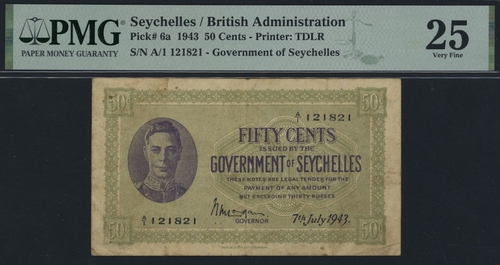 PMG
PAPER MONEY GUARANTY
Seychelles / British Administration
Pick# 6a 1943 50 Cents - Printer: TDLR
S/N A/1 121821 - Government of Seychelles
25
Very Fine
50
50
A/1 121821
FIFTY CENTS
IS ISSUED BY THE
GOVERNMENT OF SEYCHELLES
THESE NOTES ARE LEGAL TENDER FOR THE
PAYMENT OF ANY AMOUNT
NOT EXCEEDING THIRTY RUPEES
A/1 121821
GOVERNOR
7th July 1943.
50
50